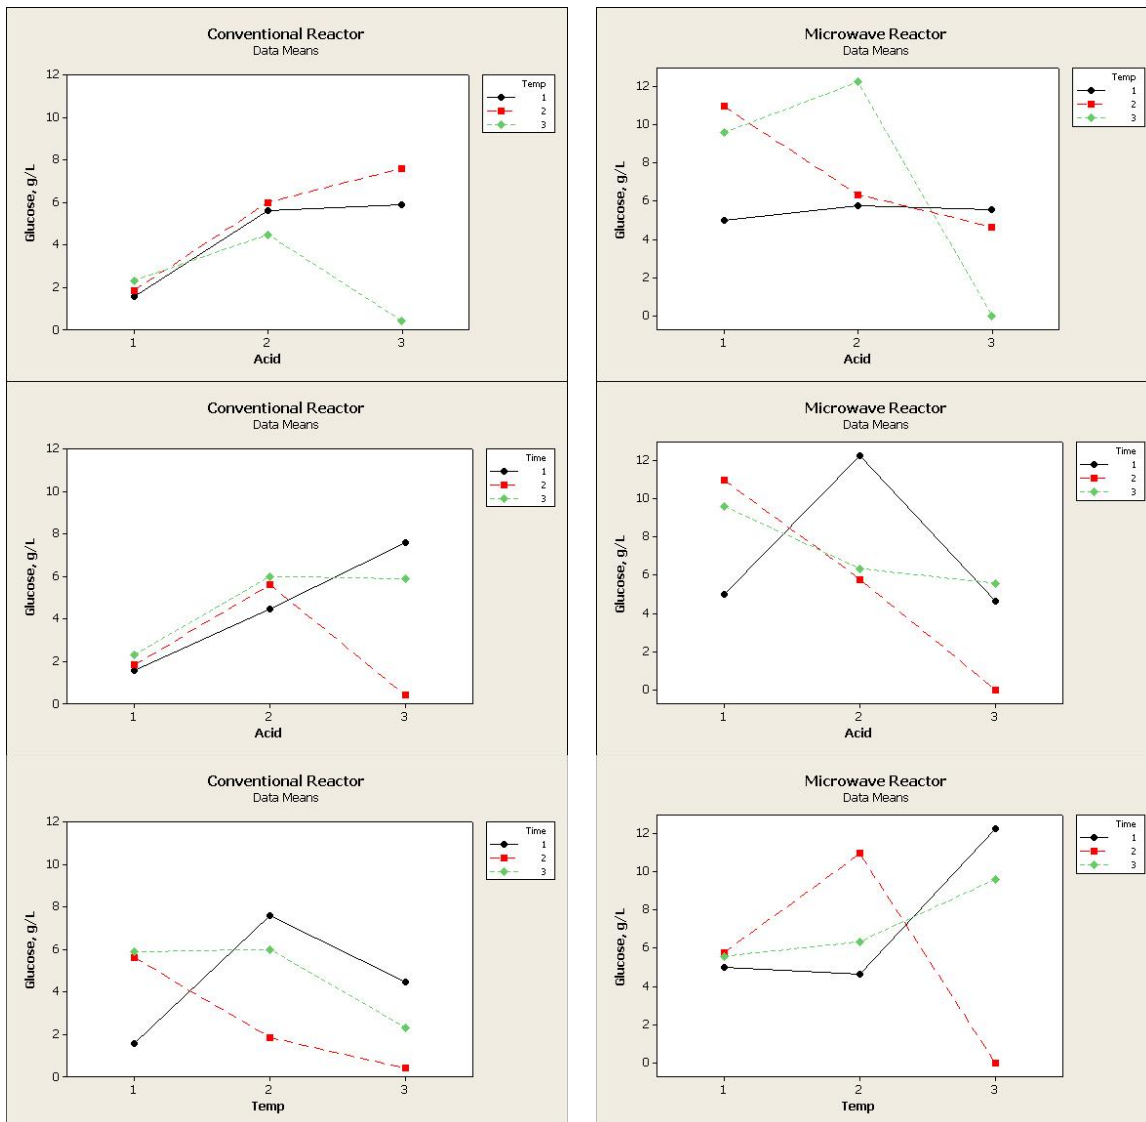 Conventional Reactor
Data Means
12
10
8
6
4
2
0
Glucose, g/L
1 2 3
Acid
Temp
1
2
3
Microwave Reactor
Data Means
12
10
8
6
4
2
0
Glucose, g/L
1 2 3
Acid
Temp
1
2
3
Conventional Reactor
Data Means
12
10
8
6
4
2
0
Glucose, g/L
1 2 3
Acid
Time
1
2
3
Microwave Reactor
Data Means
12
10
8
6
4
2
0
Glucose, g/L
1 2 3
Acid
Time
1
2
3
Conventional Reactor
Data Means
12
10
8
6
4
2
0
Glucose, g/L
1 2 3
Temp
Time
1
2
3
Microwave Reactor
Data Means
12
10
8
6
4
2
0
Glucose, g/L
1 2 3
Temp
Time
1
2
3